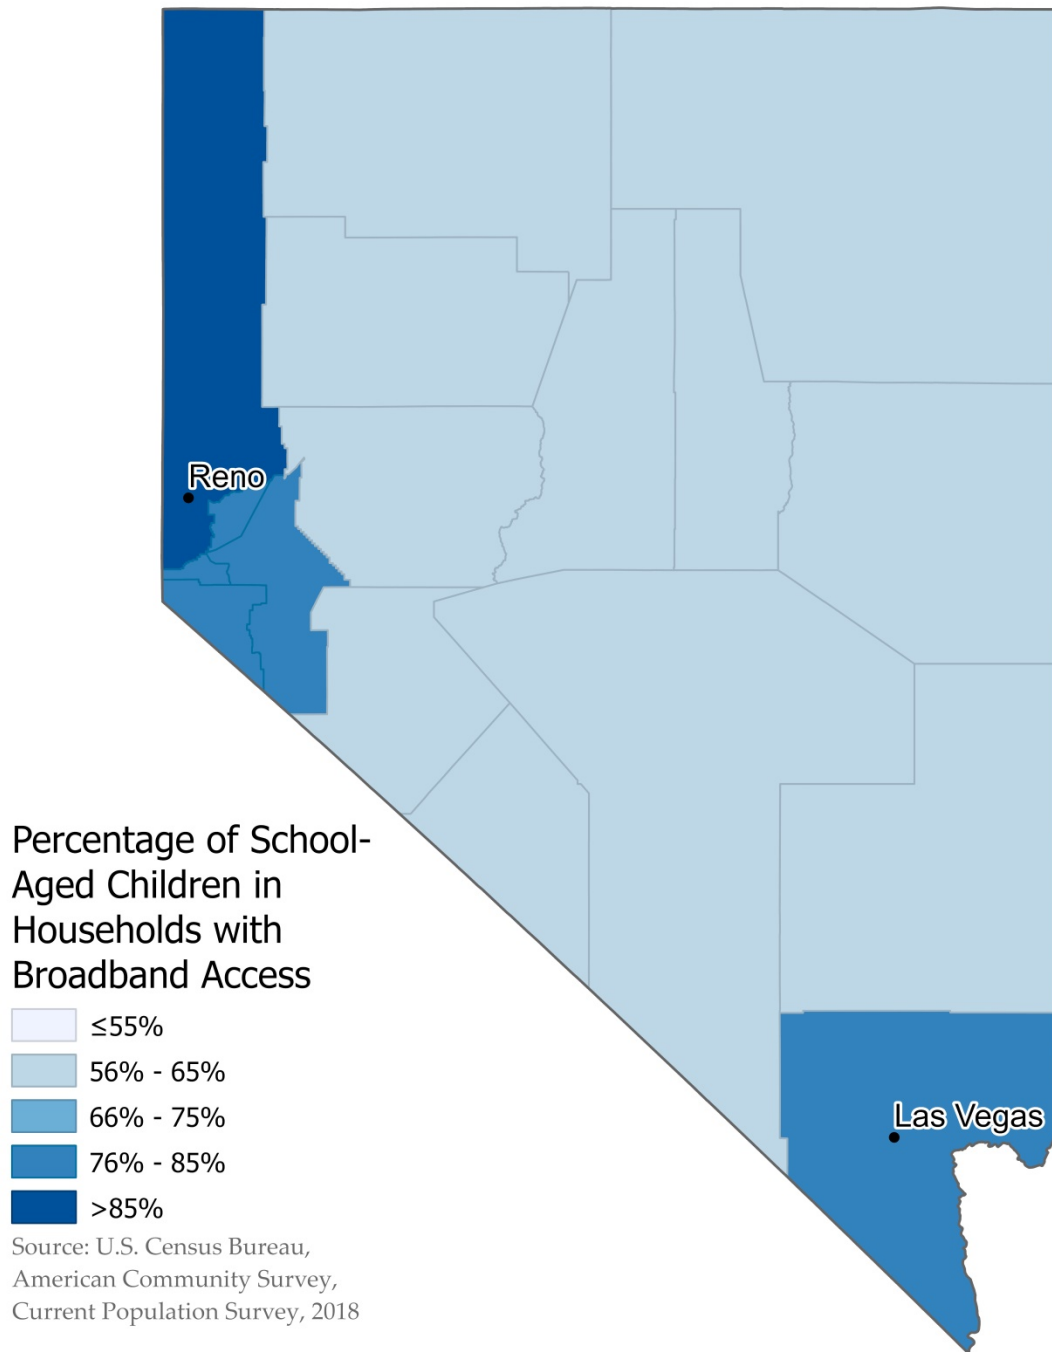 Reno
Percentage of School-
Aged Children in
Households with
Broadband Access
≤55%
56% - 65%
66% - 75%
76% - 85%
>85%
Source: U.S. Census Bureau,
American Community Survey,
Current Population Survey, 2018
Las Vegas